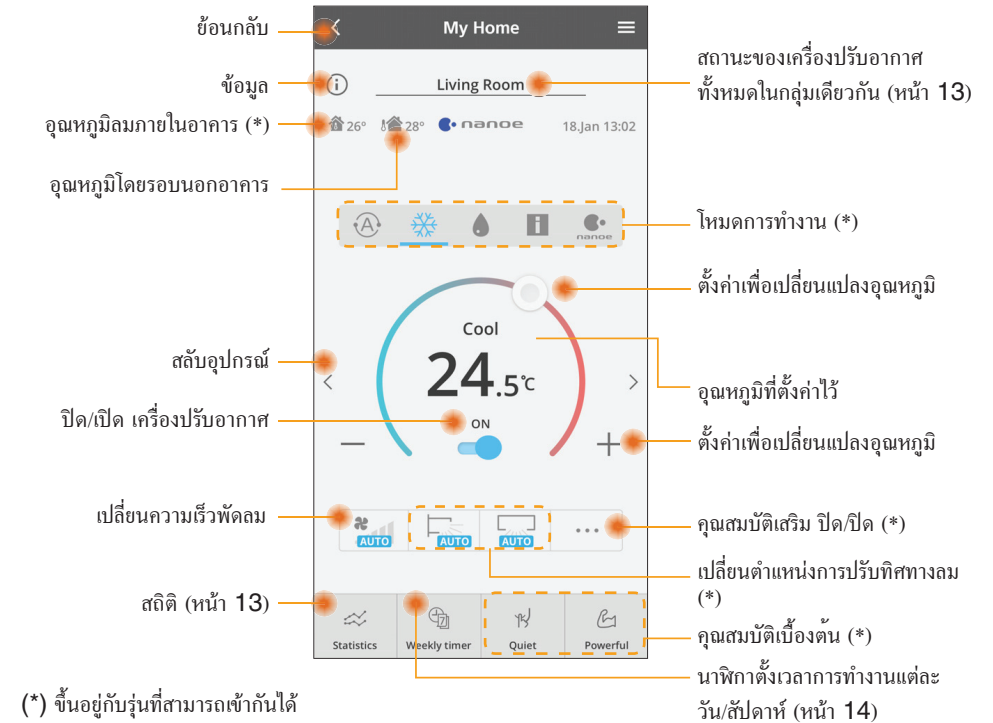 ย้อนกลับ
ข้อมูล
อุณหภูมิลมภายในอาคาร (*)
อุณหภูมิโดยรอบนอกอาคาร
สลับอุปกรณ์
ปิด/เปิด เครื่องปรับอากาศ
เปลี่ยนความเร็วพัดลม
สถิติ (หน้า 13)
(*) ขึ้นอยู่กับรุ่นที่สามารถเข้ากันได้
My Home
Living Room
26°
28°
nanoe
18.Jan 13:02
A
i
nanoe
Cool
24.5°C
ON
AUTO
AUTO
AUTO
Statistics
7
Weekly timer
Quiet
Powerful
สถานะของเครื่องปรับอากาศ
ทั้งหมดในกลุ่มเดียวกัน (หน้า 13)
โหมดการทำงาน (*)
ตั้งค่าเพื่อเปลี่ยนแปลงอุณหภูมิ
อุณหภูมิที่ตั้งค่าไว้
ตั้งค่าเพื่อเปลี่ยนแปลงอุณหภูมิ
คุณสมบัติเสริม ปิด/ปิด (*)
เปลี่ยนตำแหน่งการปรับทิศทางลม
(*)
คุณสมบัติเบื้องต้น (*)
นาฬิกาตั้งเวลาการทำงานแต่ละ
วัน/สัปดาห์ (หน้า 14)